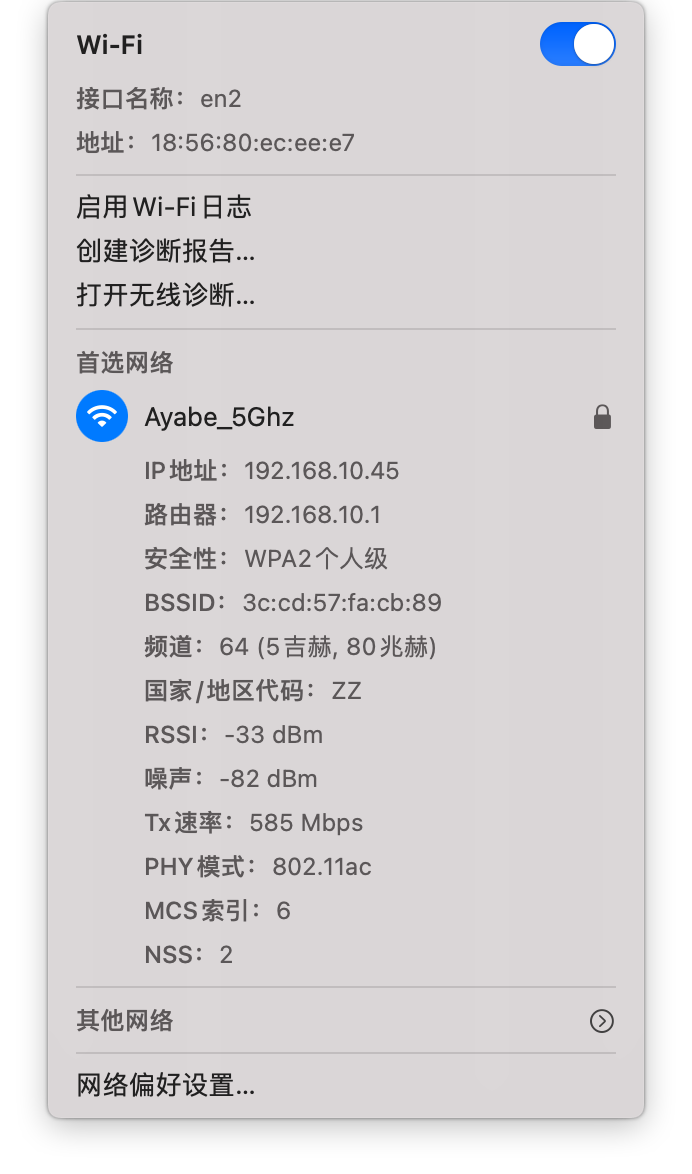 Wi-Fi
接口名称：en2
地址：18:56:80:ec:ee:e7
启用Wi-Fi日志
创建诊断报告...
打开无线诊断...
首选网络
Ayabe_5Ghz
IP地址：192.168.10.45
路由器：192.168.10.1
安全性：WPA2个人级
BSSID：3c:cd:57:fa:cb:89
频道：64 (5吉赫, 80兆赫)
国家/地区代码：ZZ
RSSI：-33 dBm
噪声：-82 dBm
Tx速率：585 Mbps
PHY模式：802.11ac
MCS索引：6
NSS：2
其他网络
网络偏好设置...